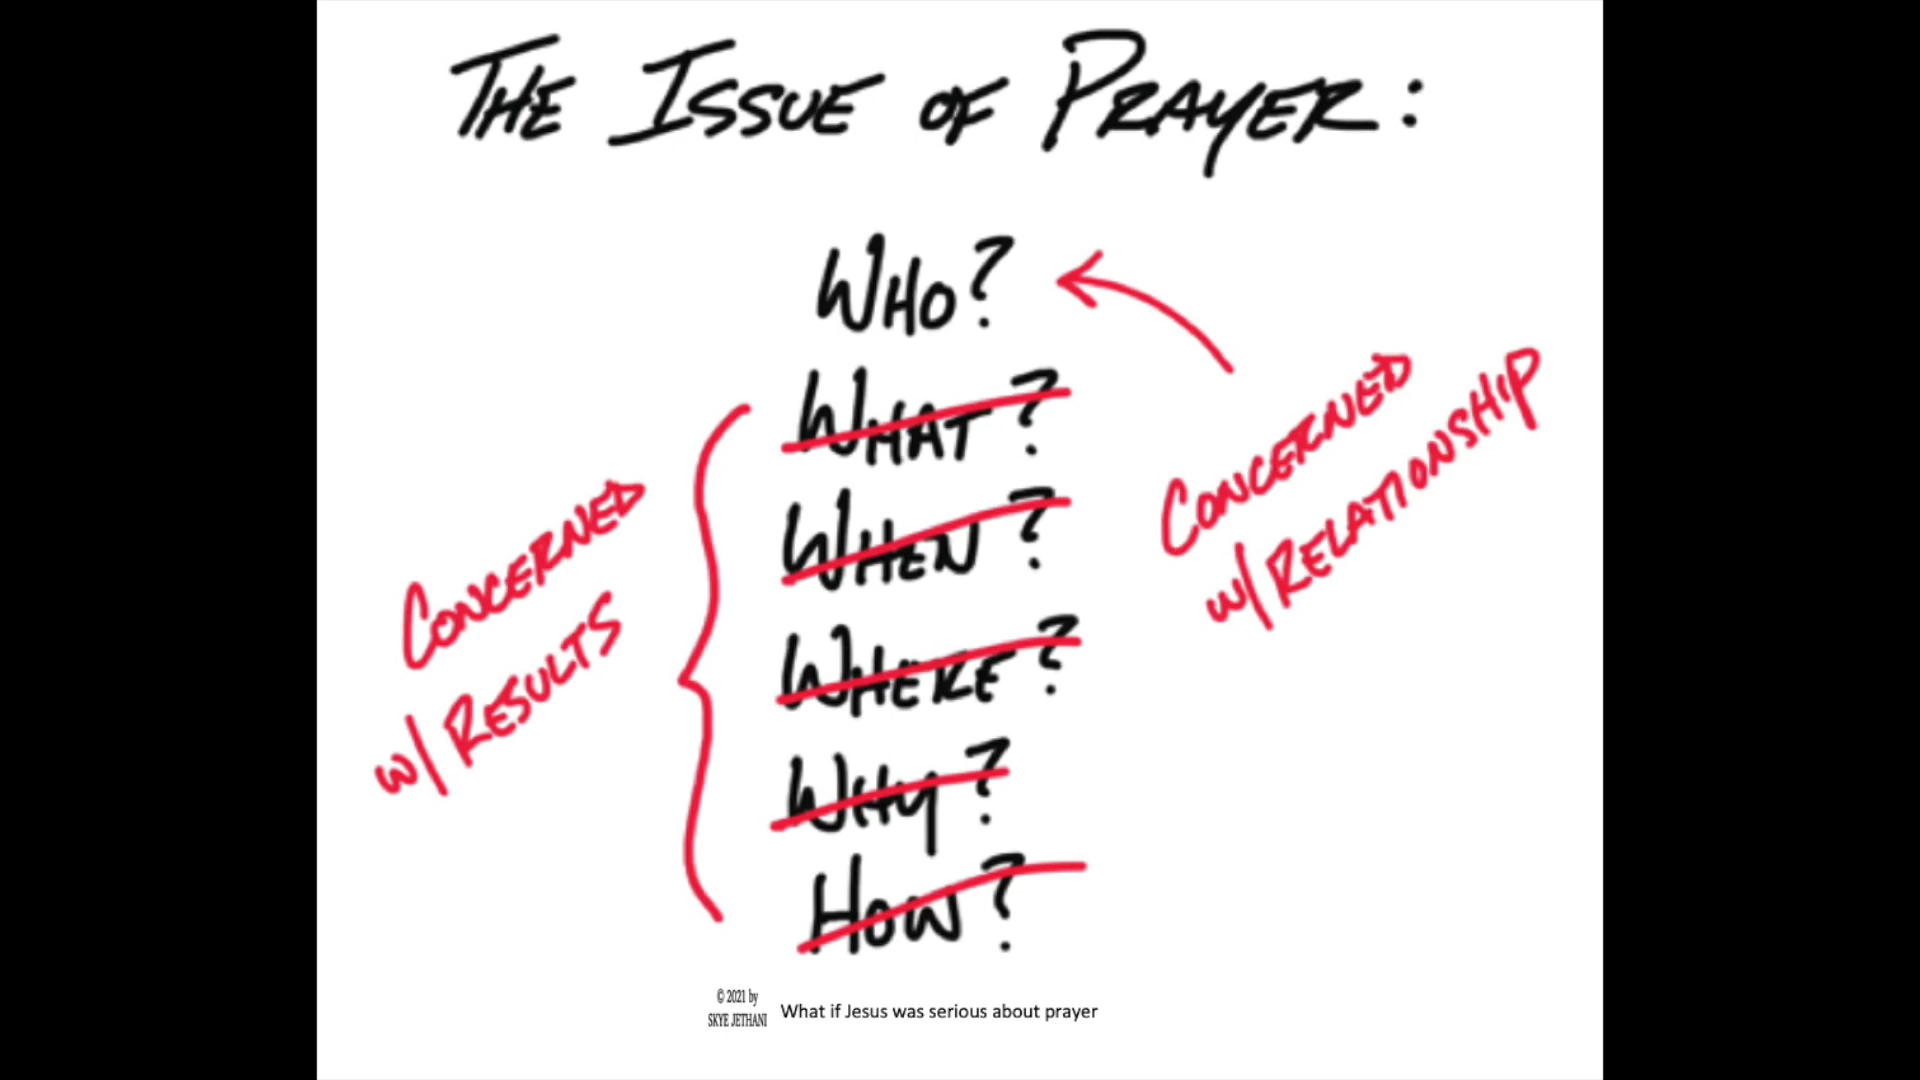 THE ISSUE OF PRAYER:
WHO?
WHAT?
WHEN?
WHERE?
WHY?
HOW?
CONCERNED
W/ RESULTS
CONCERNED
W/ RELATIONSHIP
© 2021 by
SKYE JETHANI
What if Jesus was serious about prayer